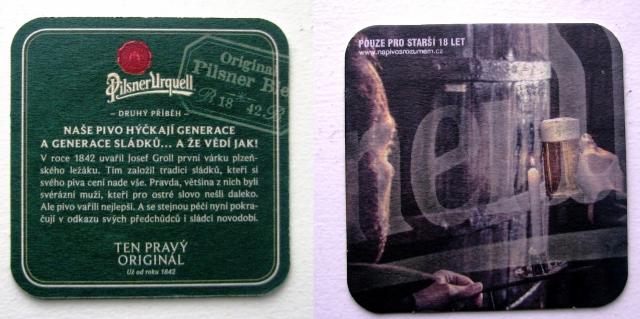 Pilsner Urquell
Original
Pilsner Bee
18 42
– DRUHÝ PŘÍBĚH –
NAŠE PIVO HÝČKAJÍ GENERACE
A GENERACE SLÁDKŮ... A ŽE VĚDÍ JAK!
V roce 1842 uvařil Josef Groll první várku plzeň-
ského ležáku. Tím založil tradici sládků, kteří si
svého piva cení nade vše. Pravda, většina z nich byli
svérázní muži, kteří pro ostré slovo nešli daleko.
Ale pivo vařili nejlepší. A se stejnou péčí nyní pokra-
čují v odkazu svých předchůdců i sládci novodobí.
TEN PRAVÝ
ORIGINÁL
Už od roku 1842
POUZE PRO STARŠÍ 18 LET
www.napivosrozumem.cz